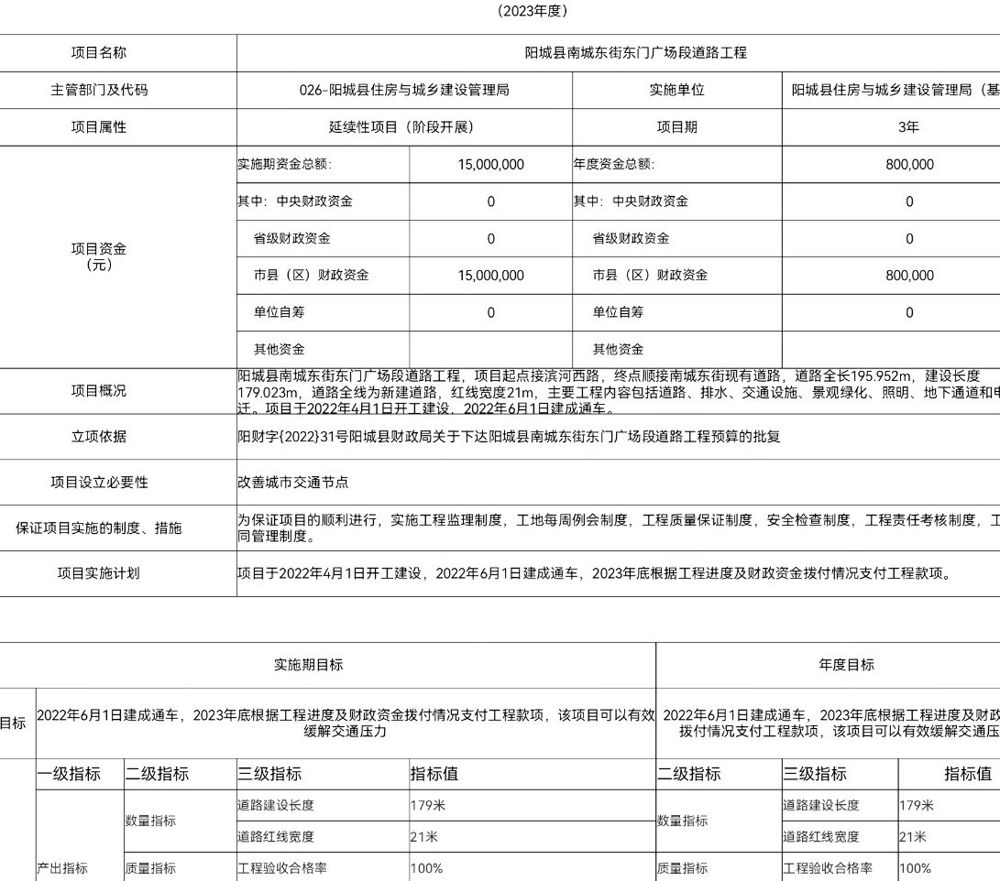 （2023年度）
项目名称 阳城县南城东街东门广场段道路工程
主管部门及代码 026-阳城县住房与城乡建设管理局 实施单位 阳城县住房与城乡建设管理局（基
项目属性 延续性项目（阶段开展） 项目期 3年
实施期资金总额: 15,000,000 年度资金总额: 800,000
其中：中央财政资金 0 其中：中央财政资金 0
省级财政资金 0 省级财政资金 0
项目资金
（元）
市县（区）财政资金 15,000,000 市县（区）财政资金 800,000
单位自筹 0 单位自筹 0
其他资金 其他资金
项目概况
阳城县南城东街东门广场段道路工程，项目起点接滨河西路，终点顺接南城东街现有道路，道路全长195.952m，建设长度
179.023m，道路全线为新建道路，红线宽度21m，主要工程内容包括道路、排水、交通设施、景观绿化、照明、地下通道和电
迁。项目于2022年4月1日开工建设，2022年6月1日建成通车。
立项依据 阳财字{2022}31号阳城县财政局关于下达阳城县南城东街东门广场段道路工程预算的批复
项目设立必要性 改善城市交通节点
保证项目实施的制度、措施
为保证项目的顺利进行，实施工程监理制度，工地每周例会制度，工程质量保证制度，安全检查制度，工程责任考核制度，工
同管理制度。
项目实施计划 项目于2022年4月1日开工建设，2022年6月1日建成通车，2023年底根据工程进度及财政资金拨付情况支付工程款项。
实施期目标 年度目标
目标
2022年6月1日建成通车，2023年底根据工程进度及财政资金拨付情况支付工程款项，该项目可以有效
缓解交通压力
2022年6月1日建成通车，2023年底根据工程进度及财政
拨付情况支付工程款项，该项目可以有效缓解交通压
一级指标 二级指标 三级指标 指标值 二级指标 三级指标 指标值
数量指标 道路建设长度 179米 数量指标 道路建设长度 179米
道路红线宽度 21米 道路红线宽度 21米
产出指标 质量指标 工程验收合格率 100% 质量指标 工程验收合格率 100%